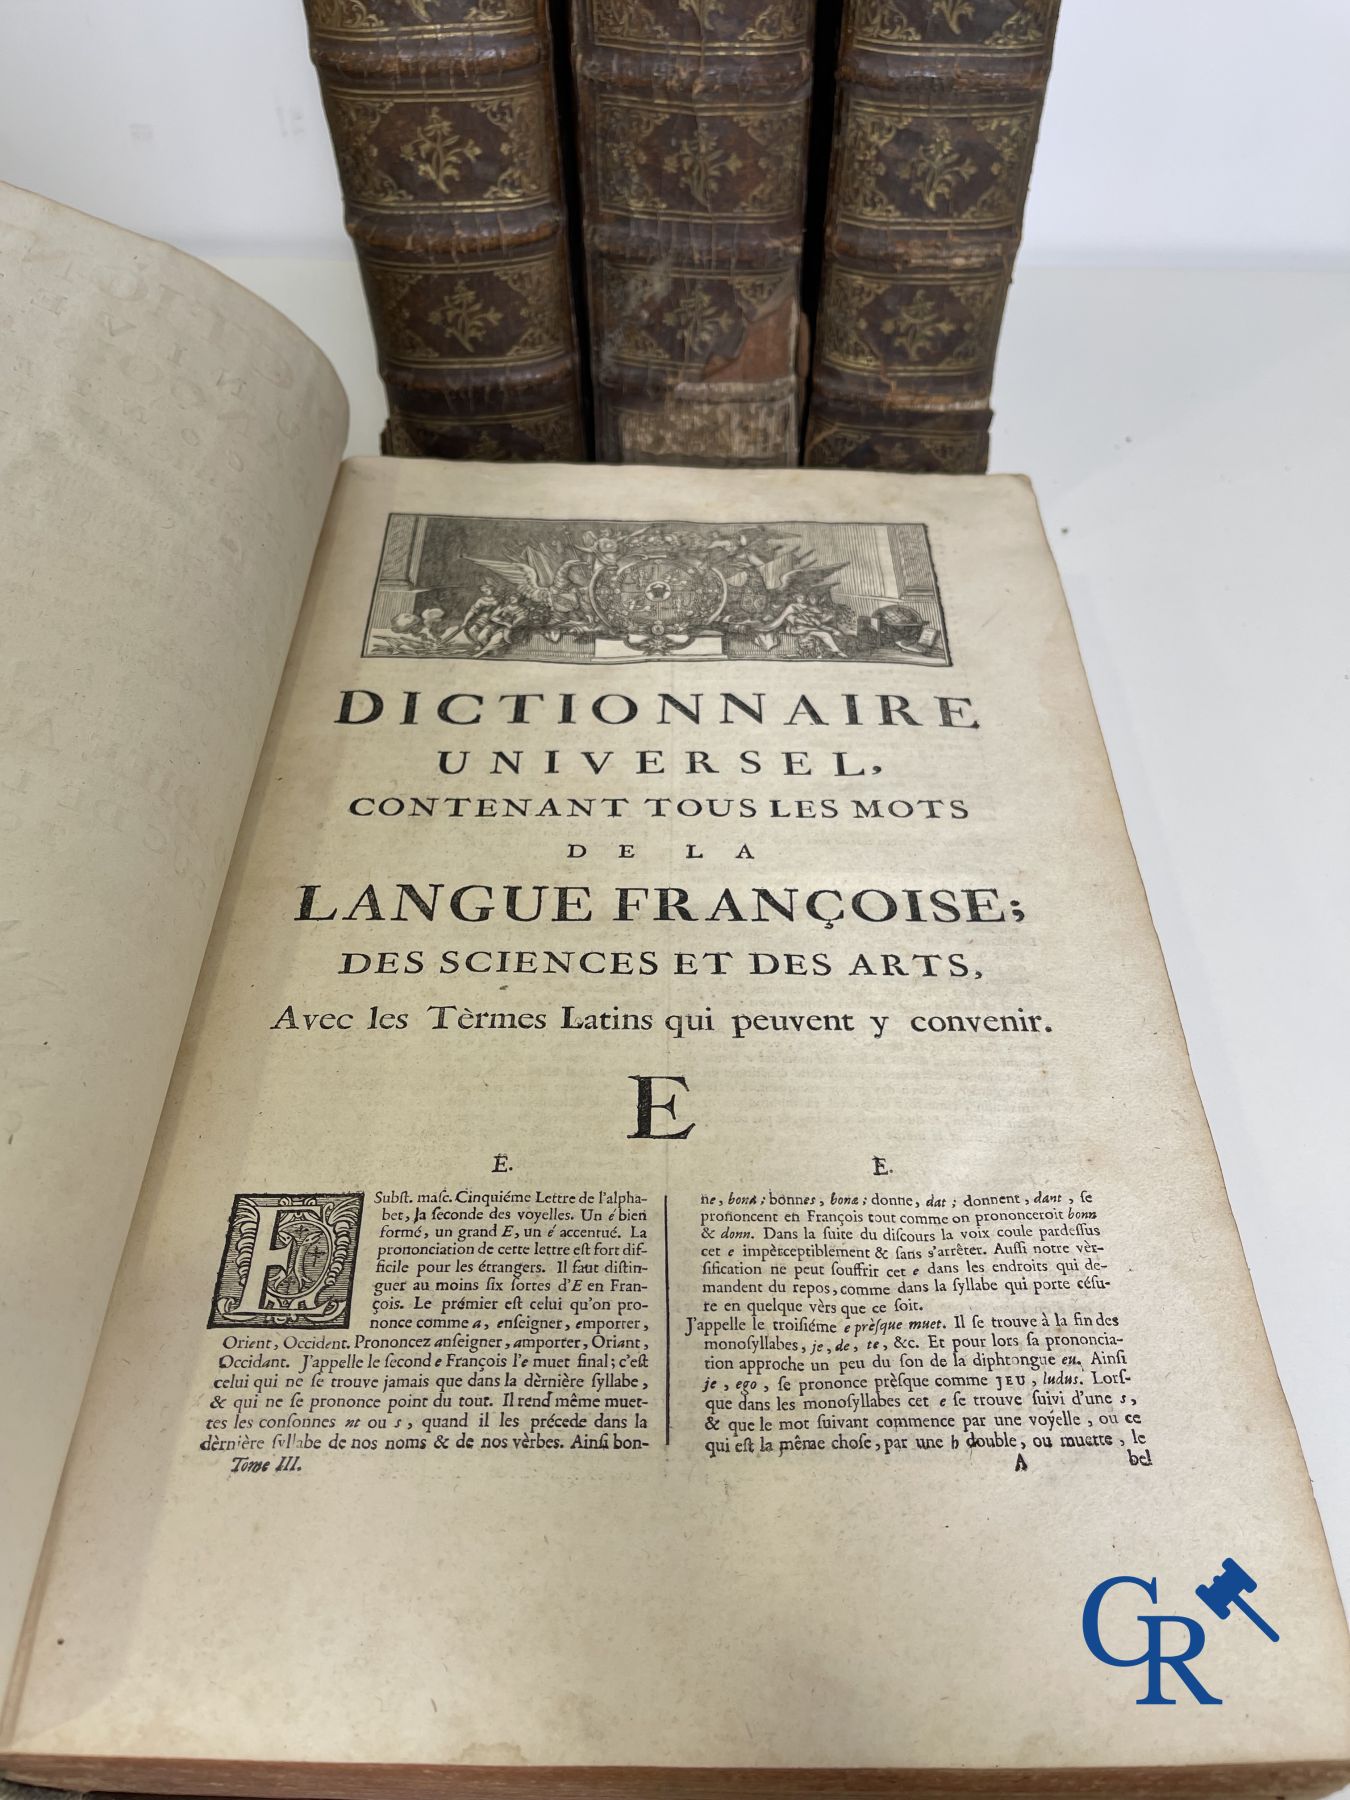 DICTIONNAIRE
UNIVERSEL,
CONTENANT TOUS LES MOTS
DE LA
LANGUE FRANÇOISE;
DES SCIENCES ET DES ARTS,
Avec les Tèrmes Latins qui peuvent y convenir.
E
E.
E Subſt. maſc. Cinquiéme Lettre de l'alpha-
bet, la ſeconde des voyelles. Un é bien
formé, un grand E, un é accentué. La
prononciation de cette lettre eſt fort dif-
ficile pour les étrangers. Il faut diſtin-
guer au moins ſix ſortes d'E en Fran-
çois. Le prémier eſt celui qu'on pro-
nonce comme a, enſeigner, emporter,
Orient, Occident. Prononcez anſeigner, amporter, Oriant,
Occidant. J'appelle le ſecond e François l'e muet final; c'eſt
celui qui ne ſe trouve jamais que dans la dèrnière ſyllabe,
& qui ne ſe prononce point du tout. Il rend même muet-
tes les conſonnes nt ou s, quand il les précede dans la
dèrnière ſyllabe de nos noms & de nos vèrbes. Ainſi bon-
Tome III.
E.
ne, bona; bonnes, bonæ; donne, dat; donnent, dant, ſe
prononcent en François tout comme on prononceroit bonn
& donn. Dans la ſuite du diſcours la voix coule pardeſſus
cet e impèrceptiblement & ſans s'arrêter. Auſſi notre vèr-
ſification ne peut ſouffrir cet e dans les endroits qui de-
mandent du repos, comme dans la ſyllabe qui porte céſu-
re en quelque vèrs que ce ſoit.
J'appelle le troiſiéme e prèſque muet. Il ſe trouve à la fin des
monoſyllabes, je, de, te, &c. Et pour lors ſa prononcia-
tion approche un peu du ſon de la diphtongue eu. Ainſi
je, ego, ſe prononce prèſque comme JEU, ludus. Lorſ-
que dans les monoſyllabes cet e ſe trouve ſuivi d'une s,
& que le mot ſuivant commence par une voyelle, ou ce
qui eſt la même choſe, par une h double, ou muette, le
A bel
CR